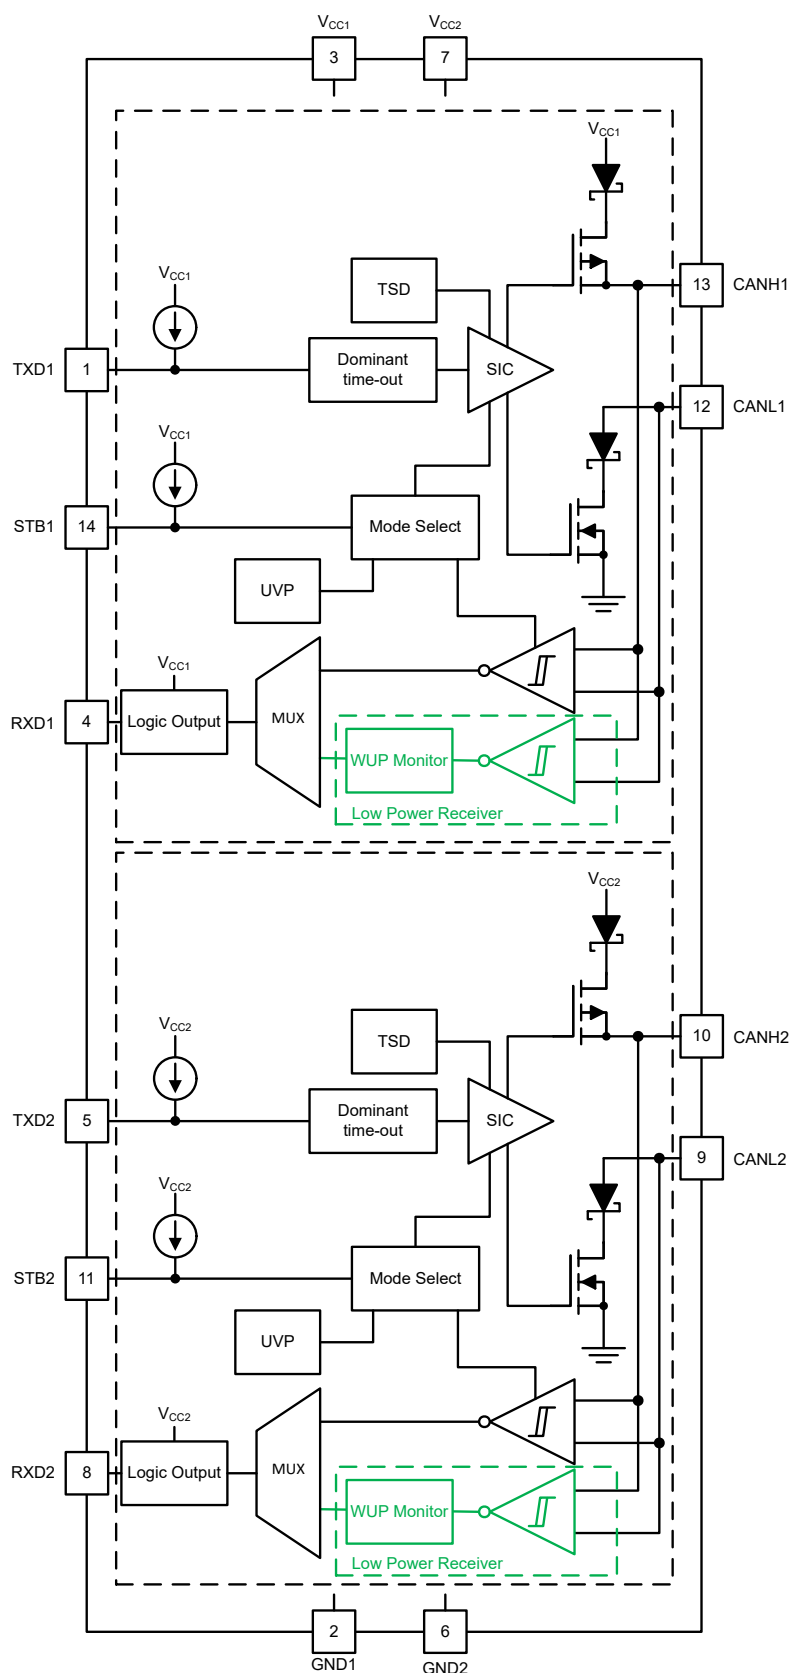 VCC1 VCC2
3 7
VCC1
TSD
13 CANH1
VCC1
TXD1 1
Dominant
time-out
SIC
12 CANL1
VCC1
STB1 14
Mode Select
UVP
VCC1
RXD1 4
Logic Output
MUX
WUP Monitor
Low Power Receiver
VCC2
TSD
10 CANH2
VCC2
TXD2 5
Dominant
time-out
SIC
9 CANL2
VCC2
STB2 11
Mode Select
UVP
VCC2
RXD2 8
Logic Output
MUX
WUP Monitor
Low Power Receiver
2 6
GND1 GND2